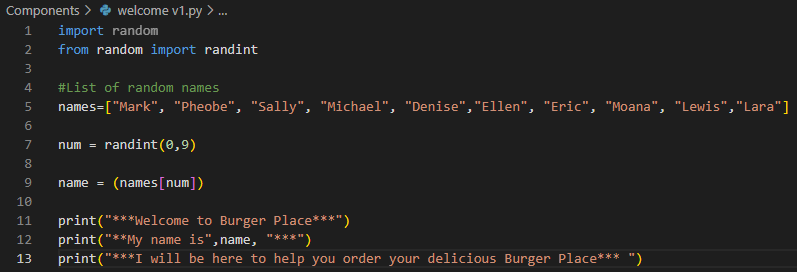 Components > welcome v1.py > ...
1 import random
2 from random import randint
3
4 #List of random names
5 names=["Mark", "Pheobe", "Sally", "Michael", "Denise","Ellen", "Eric", "Moana", "Lewis","Lara"]
6
7 num = randint(0,9)
8
9 name = (names[num])
10
11 print("***Welcome to Burger Place***")
12 print("**My name is",name, "***")
13 print("***I will be here to help you order your delicious Burger Place*** ")